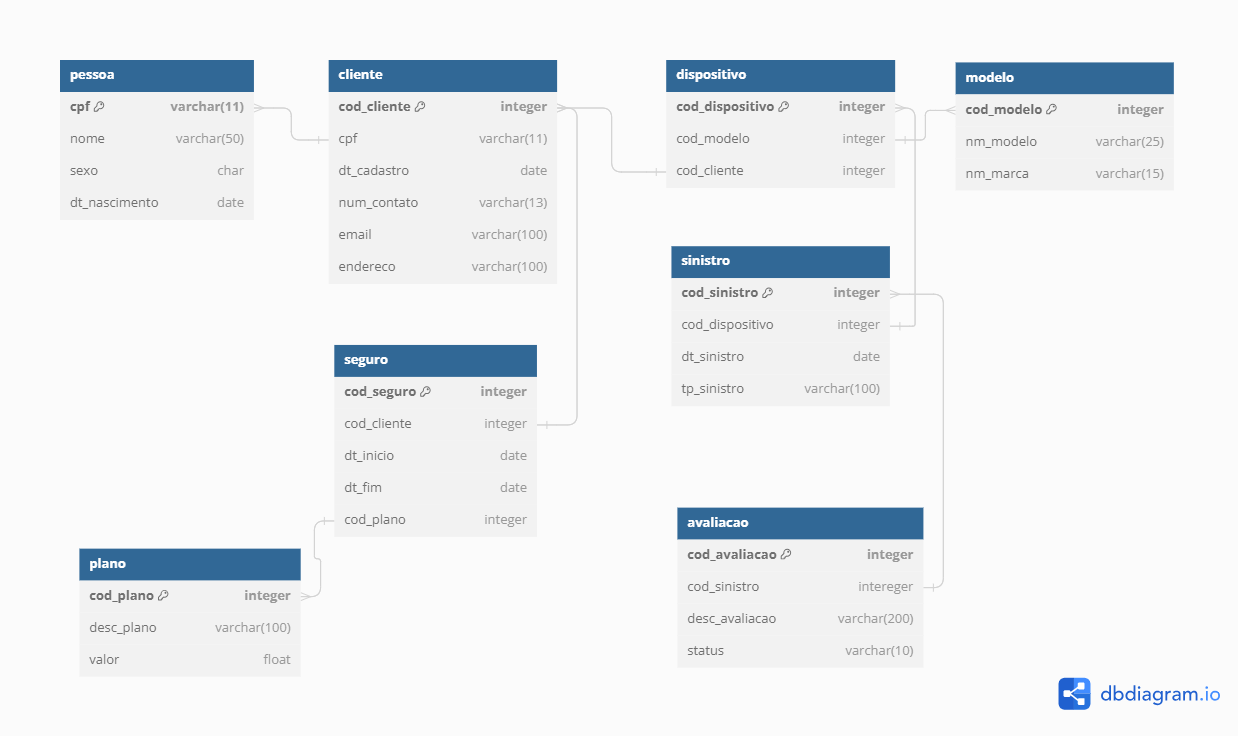 pessoa
cpf varchar(11)
nome varchar(50)
sexo char
dt_nascimento date
cliente
cod_cliente integer
cpf varchar(11)
dt_cadastro date
num_contato varchar(13)
email varchar(100)
endereco varchar(100)
dispositivo
cod_dispositivo integer
cod_modelo integer
cod_cliente integer
modelo
cod_modelo integer
nm_modelo varchar(25)
nm_marca varchar(15)
sinistro
cod_sinistro integer
cod_dispositivo integer
dt_sinistro date
tp_sinistro varchar(100)
seguro
cod_seguro integer
cod_cliente integer
dt_inicio date
dt_fim date
cod_plano integer
plano
cod_plano integer
desc_plano varchar(100)
valor float
avaliacao
cod_avaliacao integer
cod_sinistro intereger
desc_avaliacao varchar(200)
status varchar(10)
dbdiagram.io